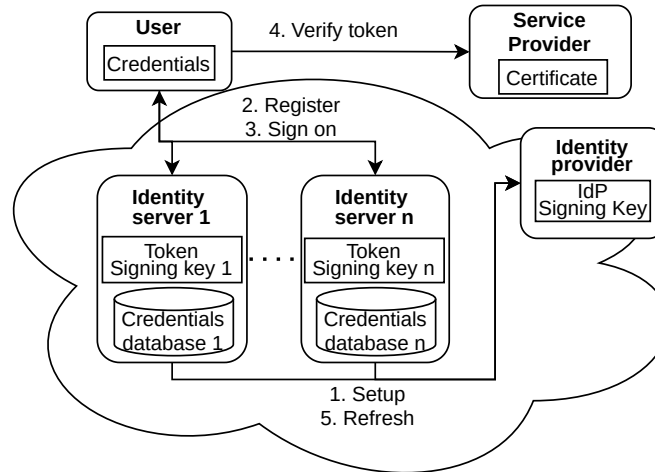 User
Credentials
4. Verify token
Service
Provider
Certificate
2. Register
3. Sign on
Identity
provider
IdP
Signing Key
Identity
server 1
Token
Signing key 1
Credentials
database 1
. . . .
Identity
server n
Token
Signing key n
Credentials
database n
1. Setup
5. Refresh